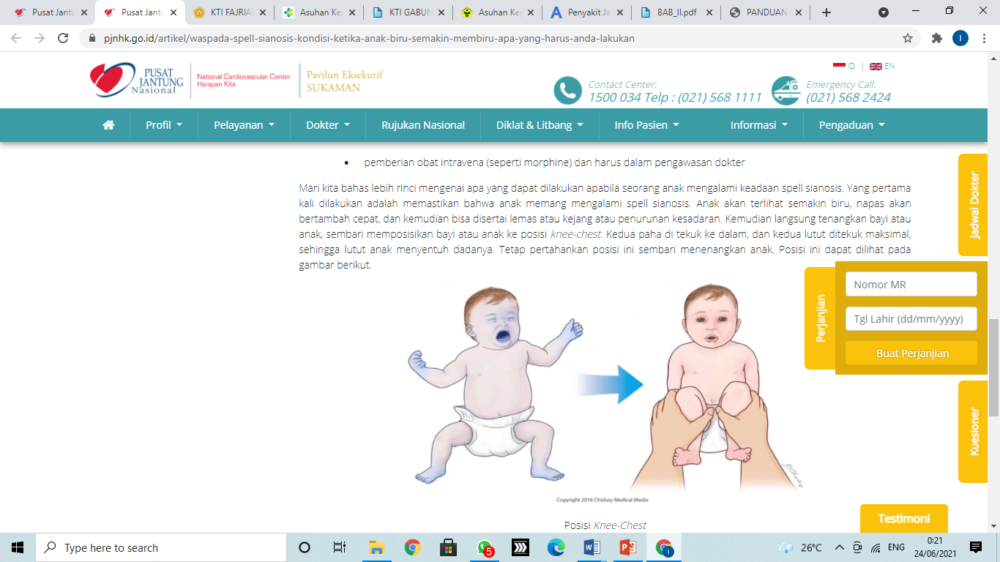 Pusat Jantu
Pusat Jantu
KTI FAJRIA
Asuhan Ke
KTI GABUN
Asuhan Ke
Penyakit Ja
BAB_II.pdf
PANDUAN
pjnhk.go.id/artikel/waspada-spell-sianosis-kondisi-ketika-anak-biru-semakin-membiru-apa-yang-harus-anda-lakukan
I
PUSAT JANTUNG Nasional
National Cardiovascular Center Harapan Kita
Pavilun Eksekutif SUKAMAN
ID | EN
Contact Center:
1500 034 Telp : (021) 568 1111
Emergency Call:
(021) 568 2424
Profil
Pelayanan
Dokter
Rujukan Nasional
Diklat & Litbang
Info Pasien
Informasi
Pengaduan
• pemberian obat intravena (seperti morphine) dan harus dalam pengawasan dokter
Mari kita bahas lebih rinci mengenai apa yang dapat dilakukan apabila seorang anak mengalami keadaan spell sianosis. Yang pertama
kali dilakukan adalah memastikan bahwa anak memang mengalami spell sianosis. Anak akan terlihat semakin biru, napas akan
bertambah cepat, dan kemudian bisa disertai lemas atau kejang atau penurunan kesadaran. Kemudian langsung tenangkan bayi atau
anak, sembari memposisikan bayi atau anak ke posisi knee-chest. Kedua paha di tekuk ke dalam, dan kedua lutut ditekuk maksimal,
sehingga lutut anak menyentuh dadanya. Tetap pertahankan posisi ini sembari menenangkan anak. Posisi ini dapat dilihat pada
gambar berikut.
Jadwal Dokter
Perjanjian
Nomor MR
Tgl Lahir (dd/mm/yyyy)
Buat Perjanjian
Kuesioner
Copyright 2016 Chidsey Medical Media
Posisi Knee-Chest
Testimoni
Type here to search
5
26°C
ENG
0:21
24/06/2021